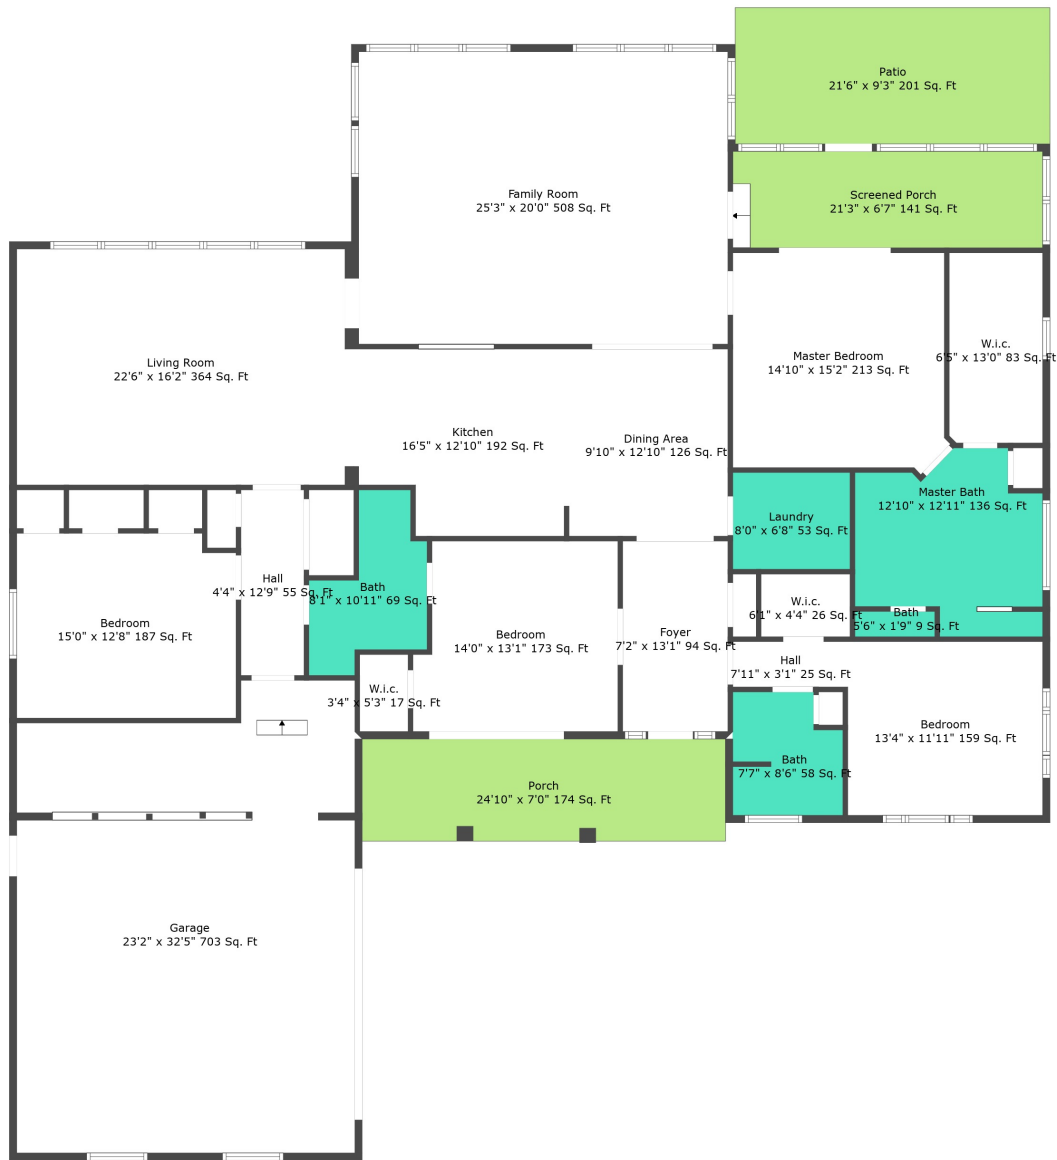 Patio
21'6" x 9'3" 201 Sq. Ft
Family Room
25'3" x 20'0" 508 Sq. Ft
Screened Porch
21'3" x 6'7" 141 Sq. Ft
Living Room
22'6" x 16'2" 364 Sq. Ft
Master Bedroom
14'10" x 15'2" 213 Sq. Ft
W.i.c.
6'5" x 13'0" 83 Sq. Ft
Kitchen
16'5" x 12'10" 192 Sq. Ft
Dining Area
9'10" x 12'10" 126 Sq. Ft
Master Bath
12'10" x 12'11" 136 Sq. Ft
Laundry
8'0" x 6'8" 53 Sq. Ft
Hall
4'4" x 12'9" 55 Sq. Ft
Bath
8'1" x 10'11" 69 Sq. Ft
W.i.c.
6'1" x 4'4" 26 Sq. Ft
Bath
5'6" x 1'9" 9 Sq. Ft
Bedroom
15'0" x 12'8" 187 Sq. Ft
Bedroom
14'0" x 13'1" 173 Sq. Ft
Foyer
7'2" x 13'1" 94 Sq. Ft
Hall
7'11" x 3'1" 25 Sq. Ft
W.i.c.
3'4" x 5'3" 17 Sq. Ft
Bedroom
13'4" x 11'11" 159 Sq. Ft
Bath
7'7" x 8'6" 58 Sq. Ft
Porch
24'10" x 7'0" 174 Sq. Ft
Garage
23'2" x 32'5" 703 Sq. Ft